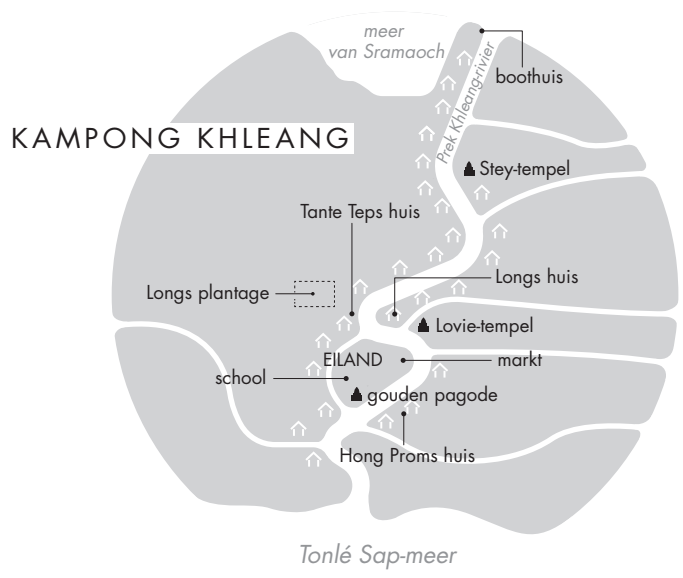 meer
van Sramaoch
boothuis
Prek Khleang-rivier
KAMPONG KHLEANG
Stey-tempel
Tante Teps huis
Longs huis
Longs plantage
Lovie-tempel
EILAND
markt
school
gouden pagode
Hong Proms huis
Tonlé Sap-meer